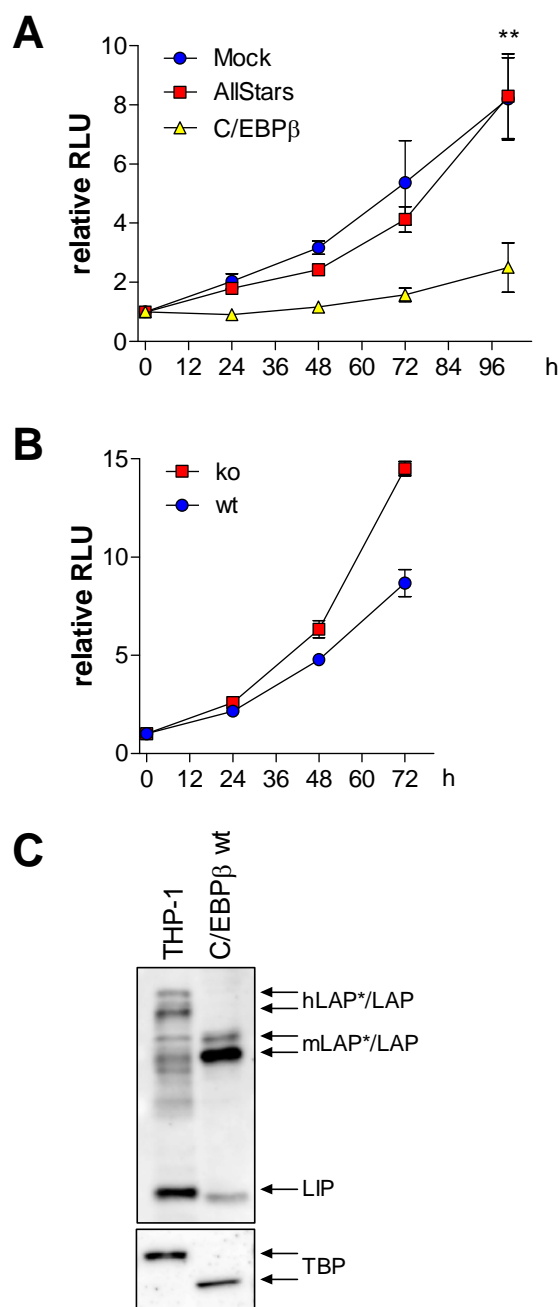 A
Mock
AllStars
C/EBPβ
**
relative RLU
10
8
6
4
2
0
0 12 24 36 48 60 72 84 96 h
B
ko
wt
relative RLU
15
10
5
0
0 12 24 36 48 60 72 h
C
THP-1
C/EBPβ wt
hLAP*/LAP
mLAP*/LAP
LIP
TBP